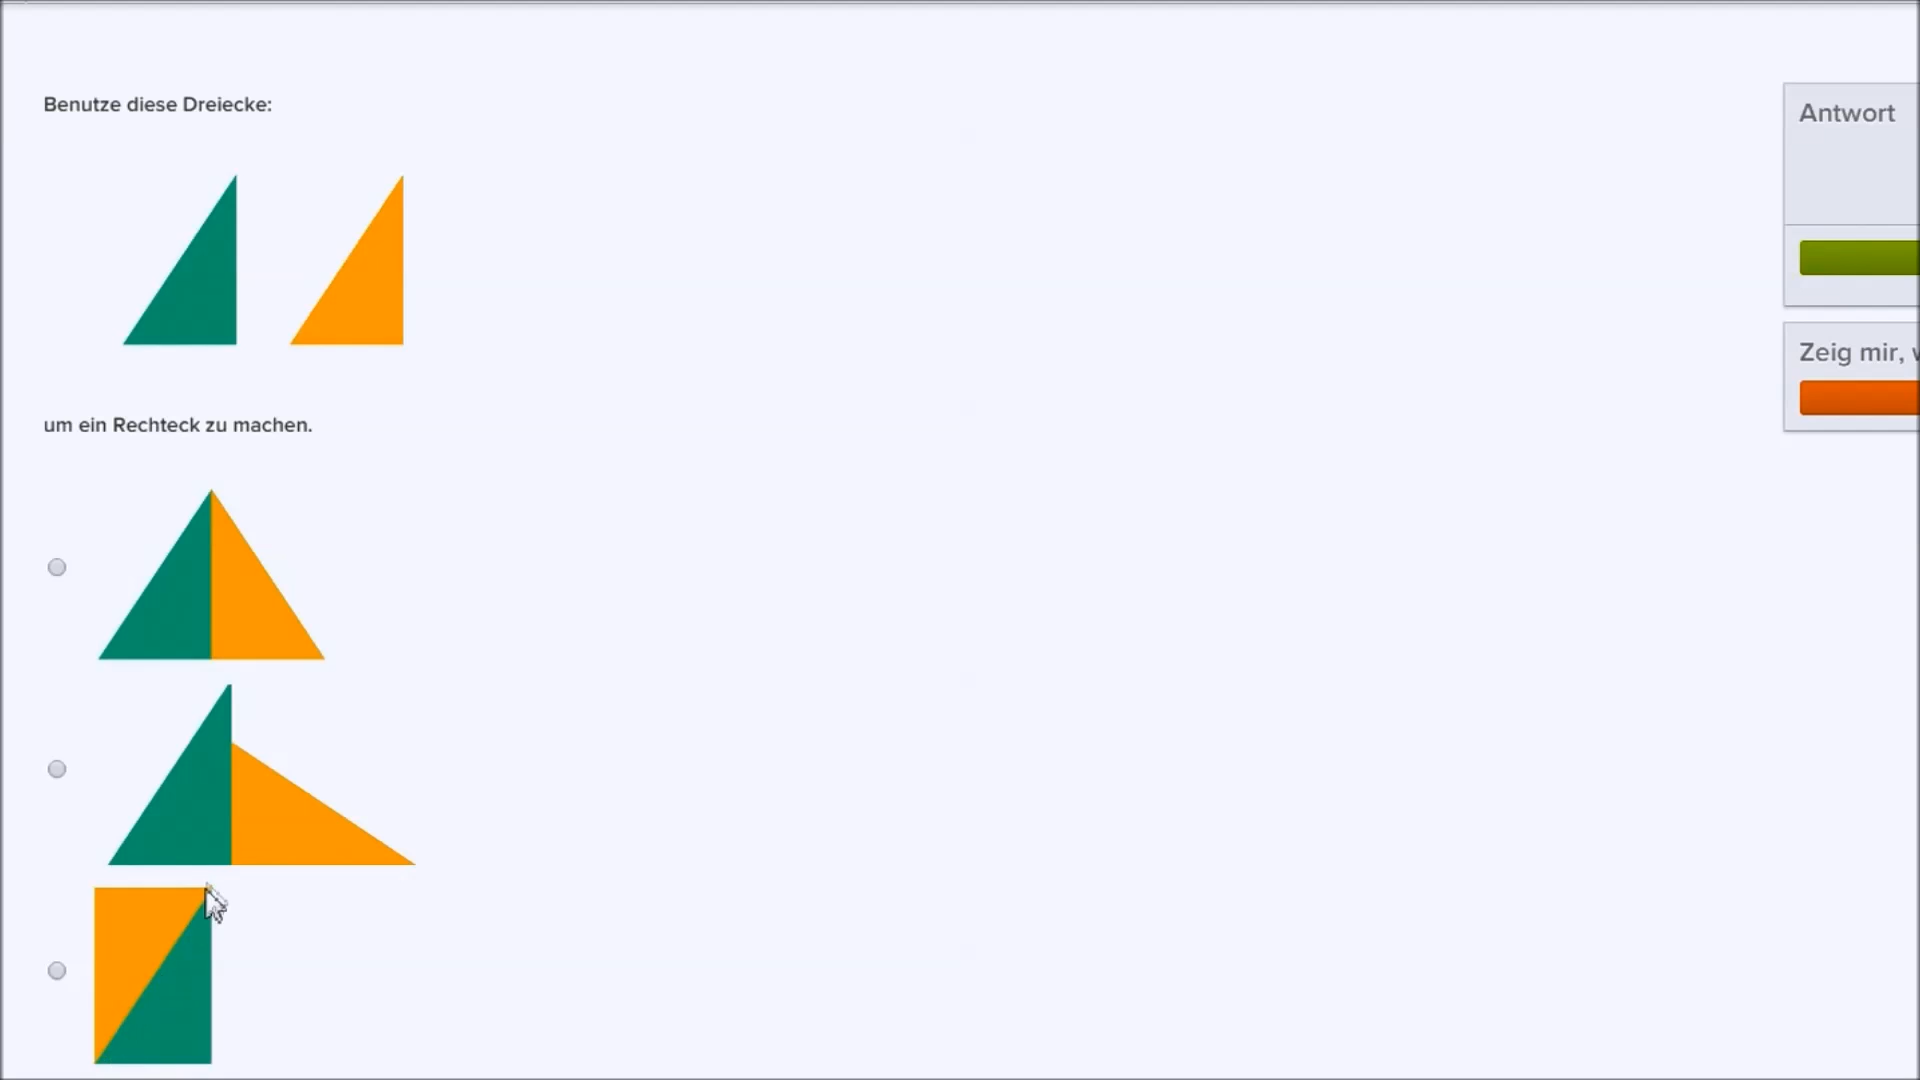 Benutze diese Dreiecke:
Antwort
Zeig mir,
um ein Rechteck zu machen.